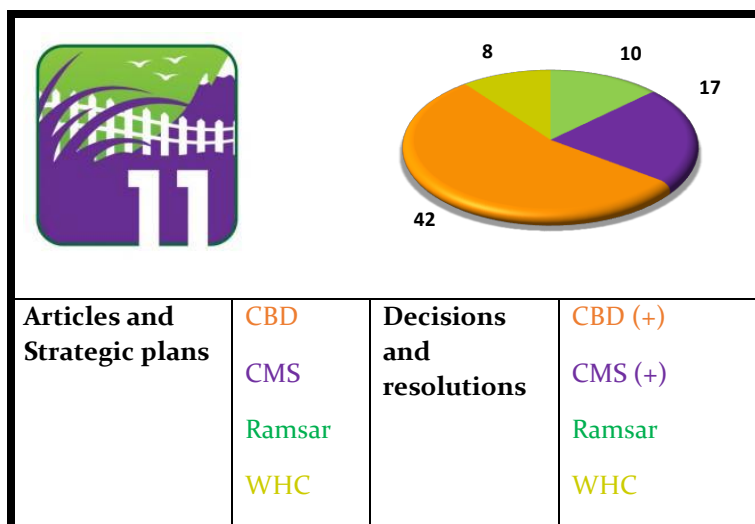 11
8
10
17
42
Articles and
Strategic plans
CBD
CMS
Ramsar
WHC
Decisions
and
resolutions
CBD (+)
CMS (+)
Ramsar
WHC